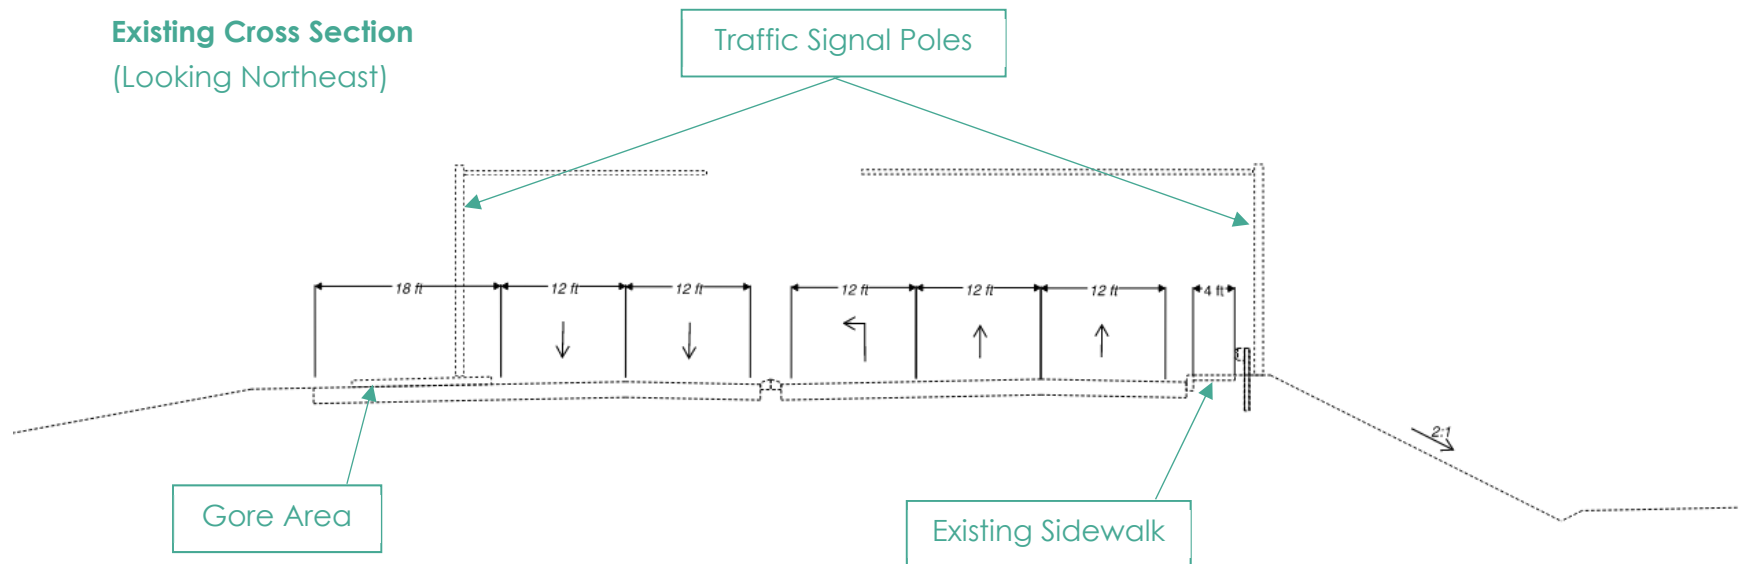 Existing Cross Section
(Looking Northeast)
Traffic Signal Poles
18 ft
12 ft
12 ft
12 ft
12 ft
12 ft
4 ft
2:1
Gore Area
Existing Sidewalk